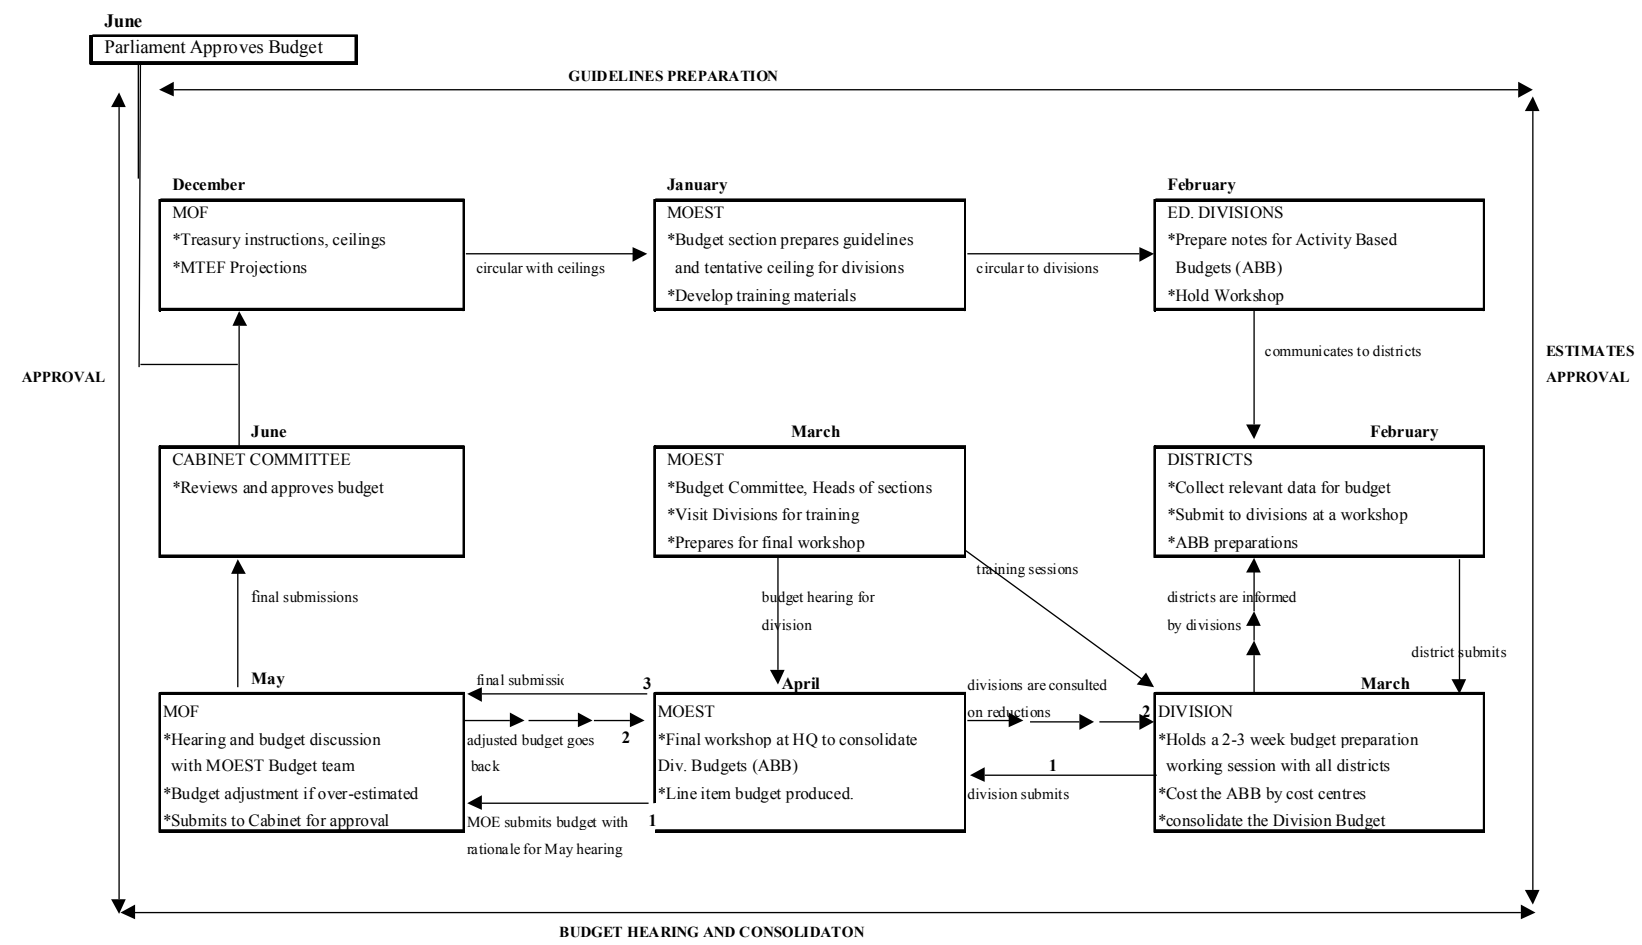 June
Parliament Approves Budget
GUIDELINES PREPARATION
December
MOF
*Treasury instructions, ceilings
*MTEF Projections
circular with ceilings
January
MOEST
*Budget section prepares guidelines
and tentative ceiling for divisions
*Develop training materials
circular to divisions
February
ED. DIVISIONS
*Prepare notes for Activity Based
Budgets (ABB)
*Hold Workshop
communicates to districts
APPROVAL
ESTIMATES
APPROVAL
June
CABINET COMMITTEE
*Reviews and approves budget
March
MOEST
*Budget Committee, Heads of sections
*Visit Divisions for training
*Prepares for final workshop
February
DISTRICTS
*Collect relevant data for budget
*Submit to divisions at a workshop
*ABB preparations
final submissions
budget hearing for
division
training sessions
districts are informed
by divisions
district submits
May
MOF
*Hearing and budget discussion
with MOEST Budget team
*Budget adjustment if over-estimated
*Submits to Cabinet for approval
final submissic
3
adjusted budget goes
back
2
MOE submits budget with
rationale for May hearing
1
April
MOEST
*Final workshop at HQ to consolidate
Div. Budgets (ABB)
*Line item budget produced.
divisions are consulted
on reductions
2
1
division submits
March
DIVISION
*Holds a 2-3 week budget preparation
working session with all districts
*Cost the ABB by cost centres
*consolidate the Division Budget
BUDGET HEARING AND CONSOLIDATON